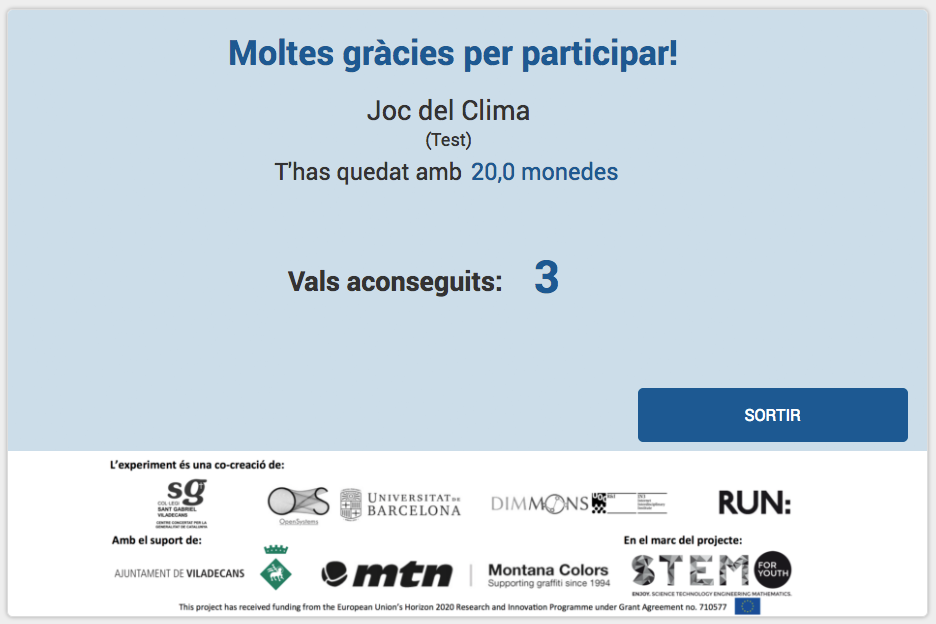 Moltes gràcies per participar!
Joc del Clima
(Test)
T'has quedat amb 20,0 monedes
Vals aconseguits: 3
SORTIR
L'experiment és una co-creació de:
sg
COL·LEGI
SANT GABRIEL
VILADECANS
CENTRE CONCERTAT PER LA
GENERALITAT DE CATALUNYA
OpenSystems
UNIVERSITAT DE
BARCELONA
DIMMONS
RUN:
Amb el suport de:
AJUNTAMENT DE VILADECANS
mtn
Montana Colors
Supporting graffiti since 1994
En el marc del projecte:
STEM
FOR
YOUTH
ENJOY. SCIENCE TECHNOLOGY ENGINEERING MATHEMATICS.
This project has received funding from the European Union's Horizon 2020 Research and Innovation Programme under Grant Agreement no. 710577